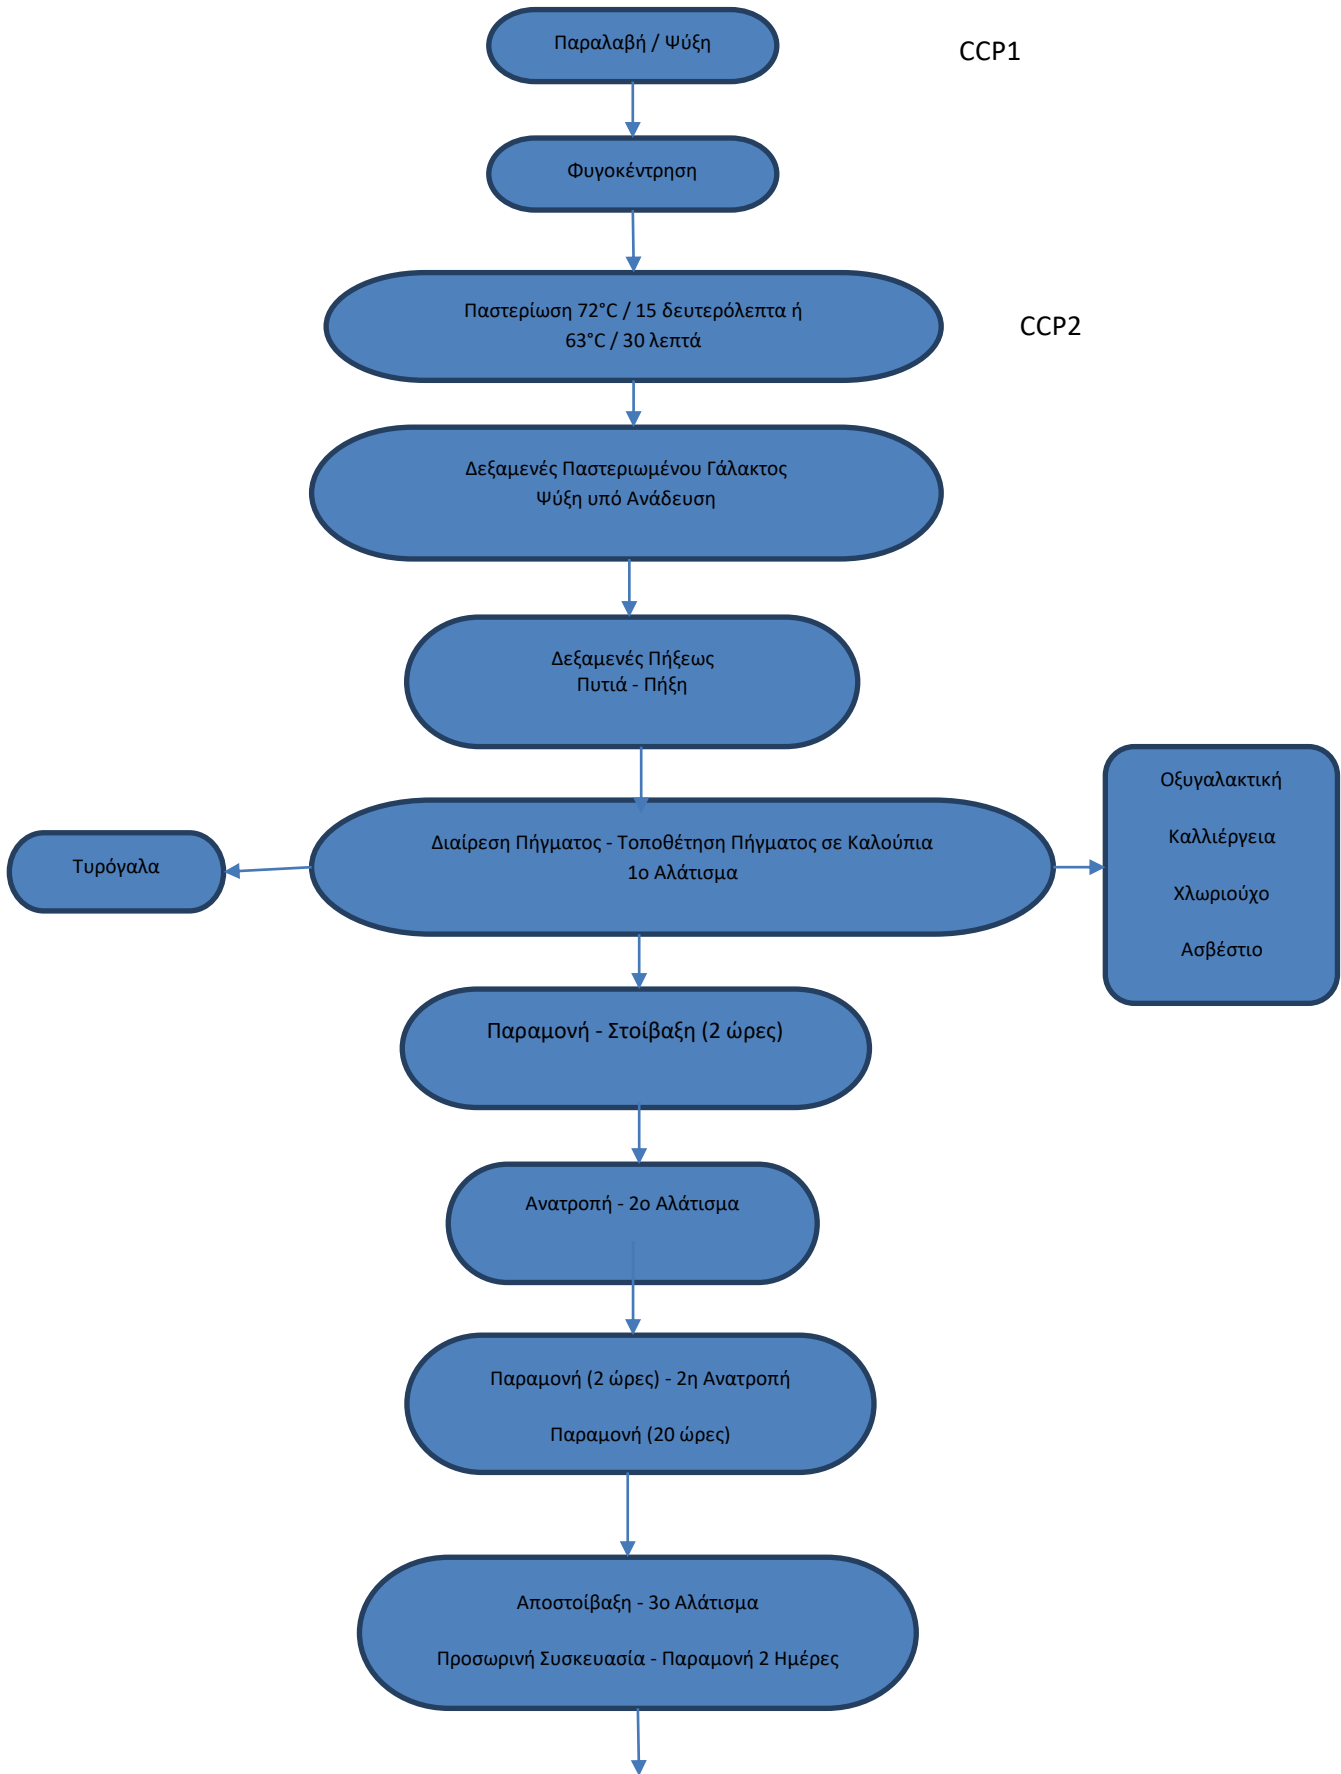 Παραλαβή / Ψύξη
CCP1
Φυγοκέντρηση
Παστερίωση 72°C / 15 δευτερόλεπτα ή
63°C / 30 λεπτά
CCP2
Δεξαμενές Παστεριωμένου Γάλακτος
Ψύξη υπό Ανάδευση
Δεξαμενές Πήξεως
Πυτιά - Πήξη
Διαίρεση Πήγματος - Τοποθέτηση Πήγματος σε Καλούπια
1ο Αλάτισμα
Τυρόγαλα
Οξυγαλακτική
Καλλιέργεια
Χλωριούχο
Ασβέστιο
Παραμονή - Στοίβαξη (2 ώρες)
Ανατροπή - 2ο Αλάτισμα
Παραμονή (2 ώρες) - 2η Ανατροπή
Παραμονή (20 ώρες)
Αποστοίβαξη - 3ο Αλάτισμα
Προσωρινή Συσκευασία - Παραμονή 2 Ημέρες